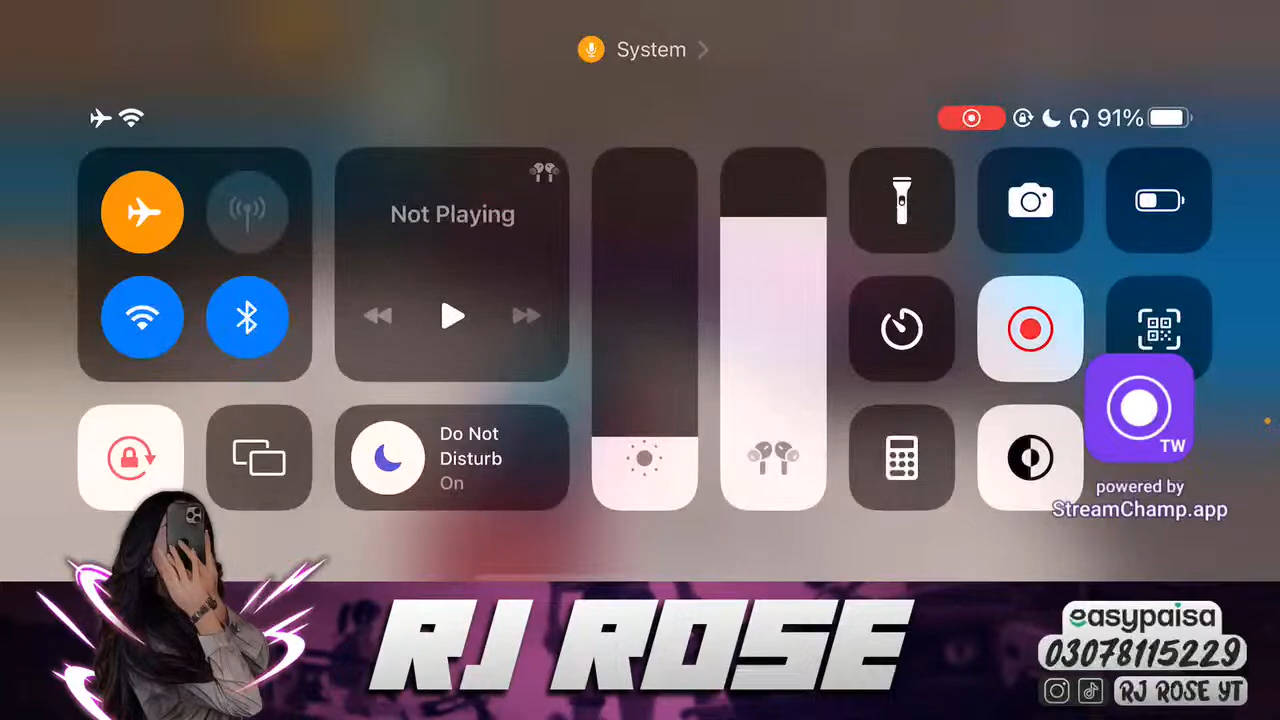 System
91%
Not Playing
Do Not
Disturb
On
TW
powered by
StreamChamp.app
RJ ROSE
easypaisa
03078115229
RJ ROSE YT